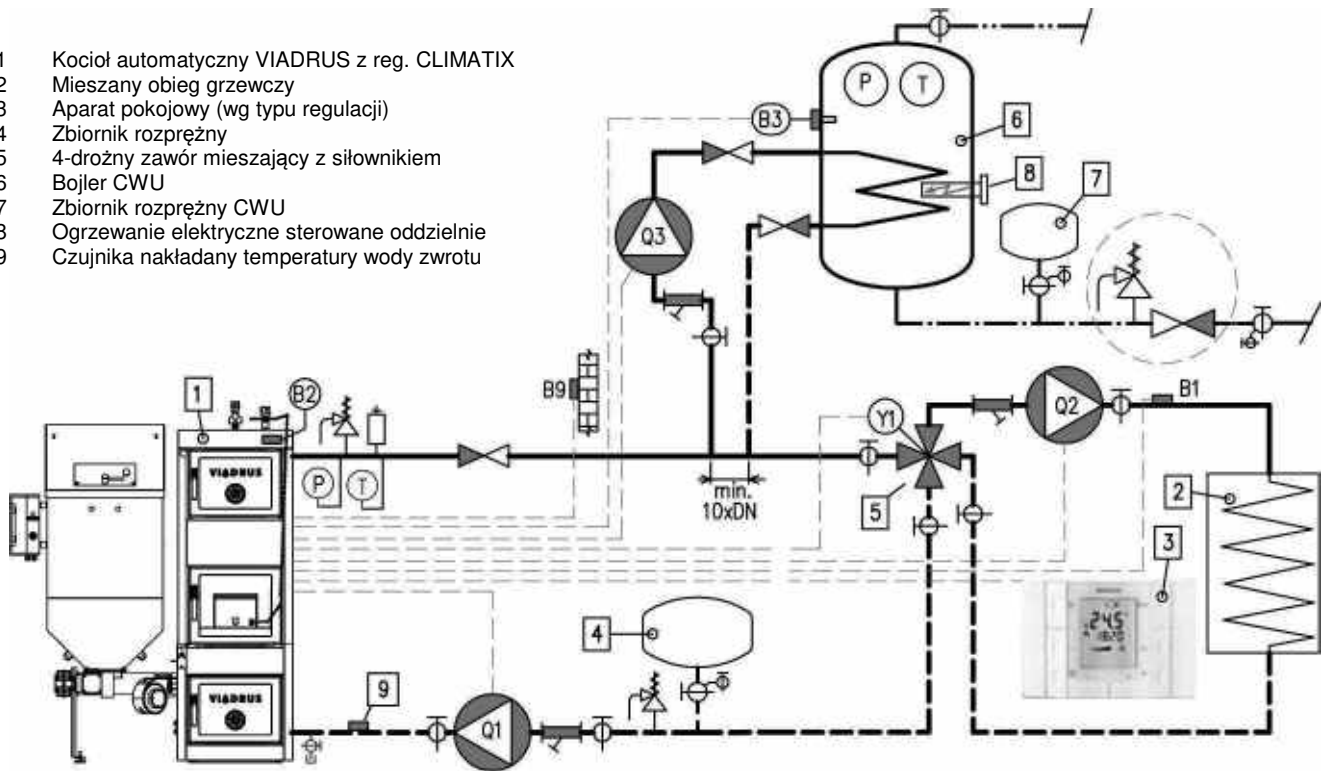 1 Kocioł automatyczny VIADRUS z reg. CLIMATIX
2 Mieszany obieg grzewczy
3 Aparat pokojowy (wg typu regulacji)
4 Zbiornik rozprężny
5 4-drożny zawór mieszający z siłownikiem
6 Bojler CWU
7 Zbiornik rozprężny CWU
8 Ogrzewanie elektryczne sterowane oddzielnie
9 Czujnika nakładany temperatury wody zwrotu
P T
B3
6
8
7
Q3
B9
1
B2
VIADRUS
P T
min.
10xDN
Y1
5
Q2
B1
2
3
24.5
4
9
Q1
VIADRUS